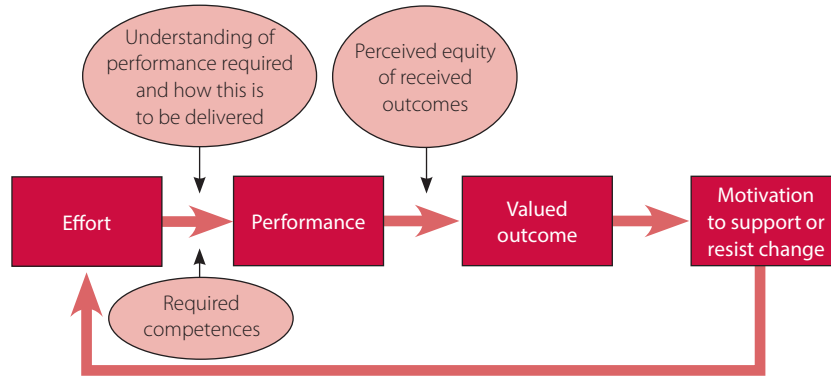 Understanding of
performance required
and how this is
to be delivered
Perceived equity
of received
outcomes
Effort
Performance
Valued
outcome
Motivation
to support or
resist change
Required
competences